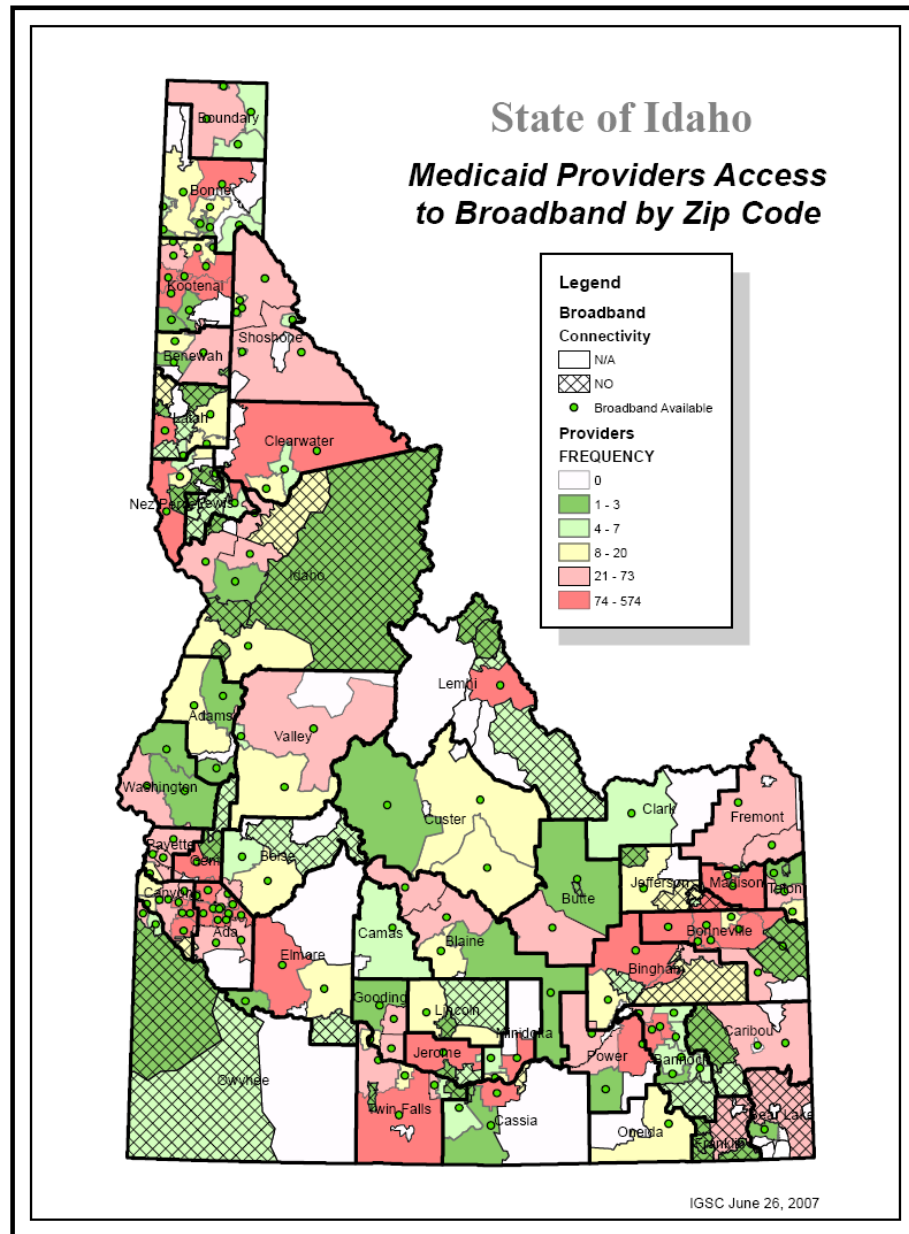 State of Idaho
Medicaid Providers Access
to Broadband by Zip Code
Legend
Broadband
Connectivity
N/A
NO
Broadband Available
Providers
FREQUENCY
0
1 - 3
4 - 7
8 - 20
21 - 73
74 - 574
Boundary
Bonner
Kootenai
Shoshone
Benewah
Latah
Clearwater
Nez Perce
Lewis
Idaho
Lemhi
Adams
Valley
Washington
Custer
Clark
Fremont
Payette
Gem
Boise
Jefferson
Madison
Teton
Canyon
Ada
Butte
Camas
Blaine
Elmore
Bonneville
Bingham
Gooding
Lincoln
Minidoka
Caribou
Jerome
Power
Bannock
Owyhee
Twin Falls
Cassia
Oneida
Franklin
Bear Lake
IGSC June 26, 2007